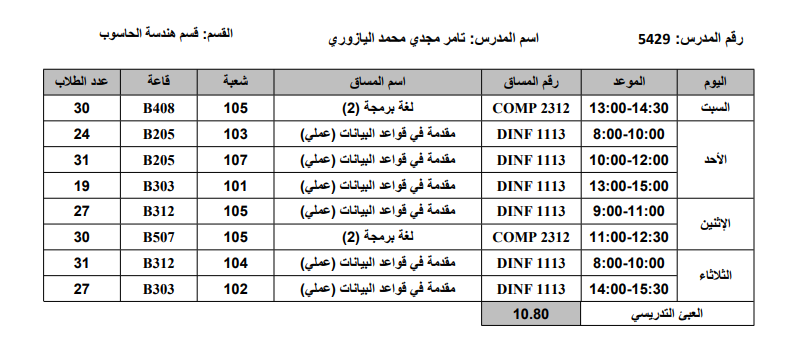 رقم المدرس: 5429 اسم المدرس: تامر مجدي محمد اليازوري القسم: قسم هندسة الحاسوب
اليوم الموعد رقم المساق اسم المساق شعبة قاعة عدد الطلاب
السبت 13:00-14:30 COMP 2312 لغة برمجة (2) 105 B408 30
الأحد 8:00-10:00 DINF 1113 مقدمة في قواعد البيانات (عملي) 103 B205 24
10:00-12:00 DINF 1113 مقدمة في قواعد البيانات (عملي) 107 B205 31
13:00-15:00 DINF 1113 مقدمة في قواعد البيانات (عملي) 101 B303 19
الإثنين 9:00-11:00 DINF 1113 مقدمة في قواعد البيانات (عملي) 105 B312 27
11:00-12:30 COMP 2312 لغة برمجة (2) 105 B507 30
الثلاثاء 8:00-10:00 DINF 1113 مقدمة في قواعد البيانات (عملي) 104 B312 31
14:00-15:30 DINF 1113 مقدمة في قواعد البيانات (عملي) 102 B303 27
العبئ التدريسي 10.80